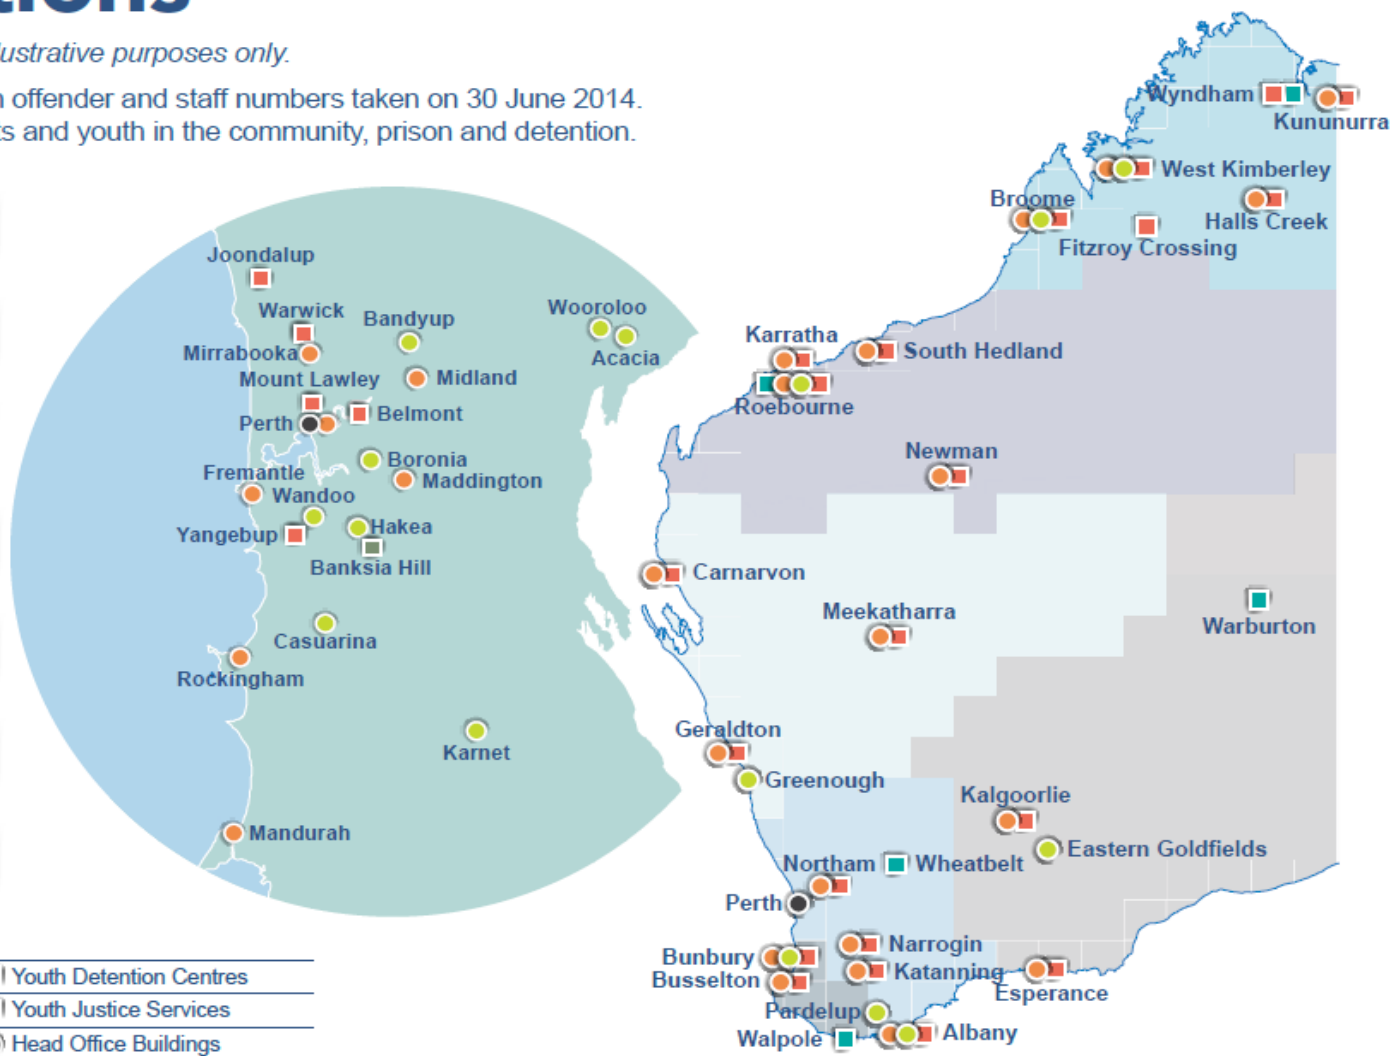 tions
lustrative purposes only.
offender and staff numbers taken on 30 June 2014.
ts and youth in the community, prison and detention.
Wyndham
Kununurra
West Kimberley
Broome
Halls Creek
Fitzroy Crossing
Joondalup
Warwick
Bandyup
Wooroloo
Acacia
Mirrabooka
Mount Lawley
Midland
Perth
Belmont
Boronia
Maddington
Fremantle
Wandoo
Yangebup
Hakea
Banksia Hill
Casuarina
Rockingham
Karnet
Mandurah
Karratha
South Hedland
Roebourne
Newman
Carnarvon
Meekatharra
Warburton
Geraldton
Greenough
Kalgoorlie
Eastern Goldfields
Northam
Wheatbelt
Perth
Bunbury
Narrogin
Busselton
Katanning
Esperance
Pardelup
Walpole
Albany
Youth Detention Centres
Youth Justice Services
Head Office Buildings